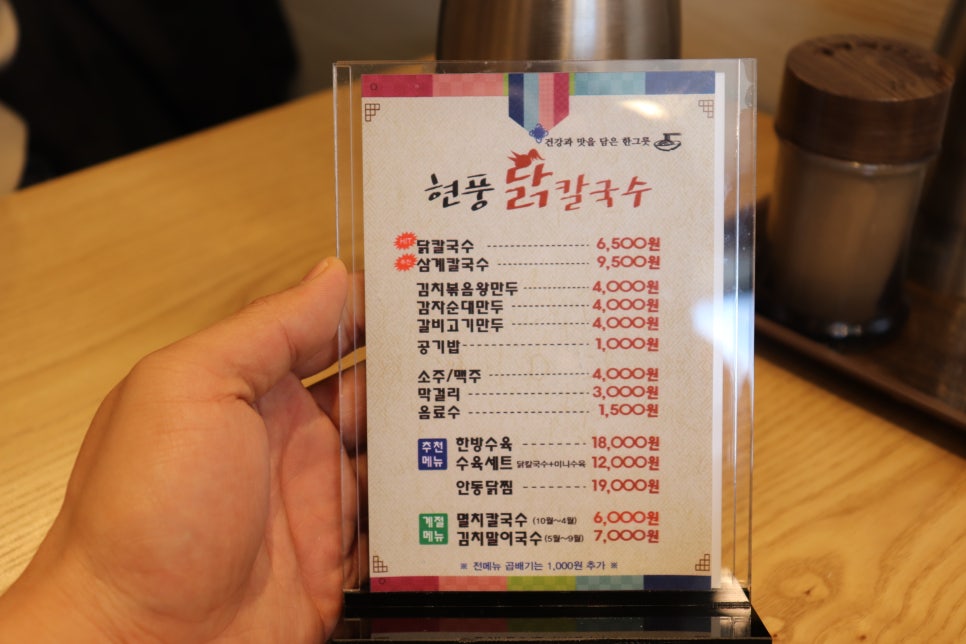 건강과 맛을 담은 한그릇
현풍 닭칼국수
HIT 닭칼국수 6,500원
삼계칼국수 9,500원
김치볶음왕만두 4,000원
감자순대만두 4,000원
갈비고기만두 4,000원
공기밥 1,000원
소주/맥주 4,000원
막걸리 3,000원
음료수 1,500원
추천메뉴
한방수육 18,000원
수육세트 닭칼국수+미니수육 12,000원
안동닭찜 19,000원
계절메뉴
멸치칼국수 (10월~4월) 6,000원
김치말이국수 (5월~9월) 7,000원
※ 전메뉴 곱배기는 1,000원 추가 ※